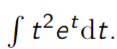 ∫ t²eᵗdt.